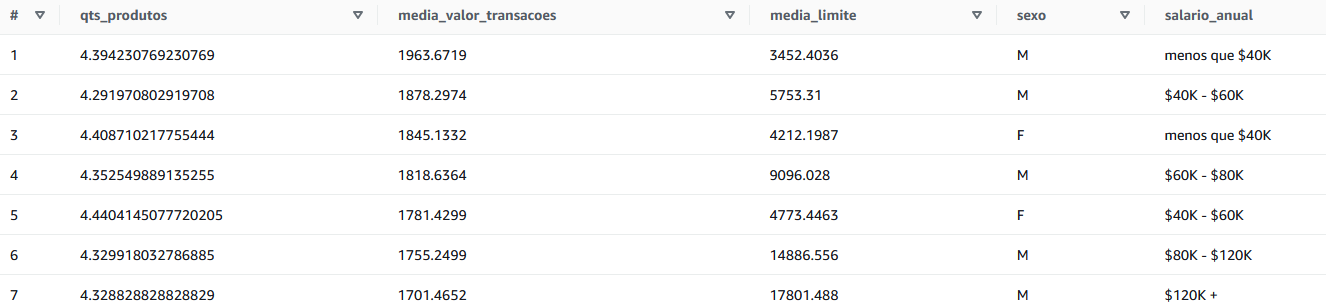 # qts_produtos media_valor_transacoes media_limite sexo salario_anual
1 4.394230769230769 1963.6719 3452.4036 M menos que $40K
2 4.291970802919708 1878.2974 5753.31 M $40K - $60K
3 4.408710217755444 1845.1332 4212.1987 F menos que $40K
4 4.352549889135255 1818.6364 9096.028 M $60K - $80K
5 4.4404145077720205 1781.4299 4773.4463 F $40K - $60K
6 4.329918032786885 1755.2499 14886.556 M $80K - $120K
7 4.328828828828829 1701.4652 17801.488 M $120K +